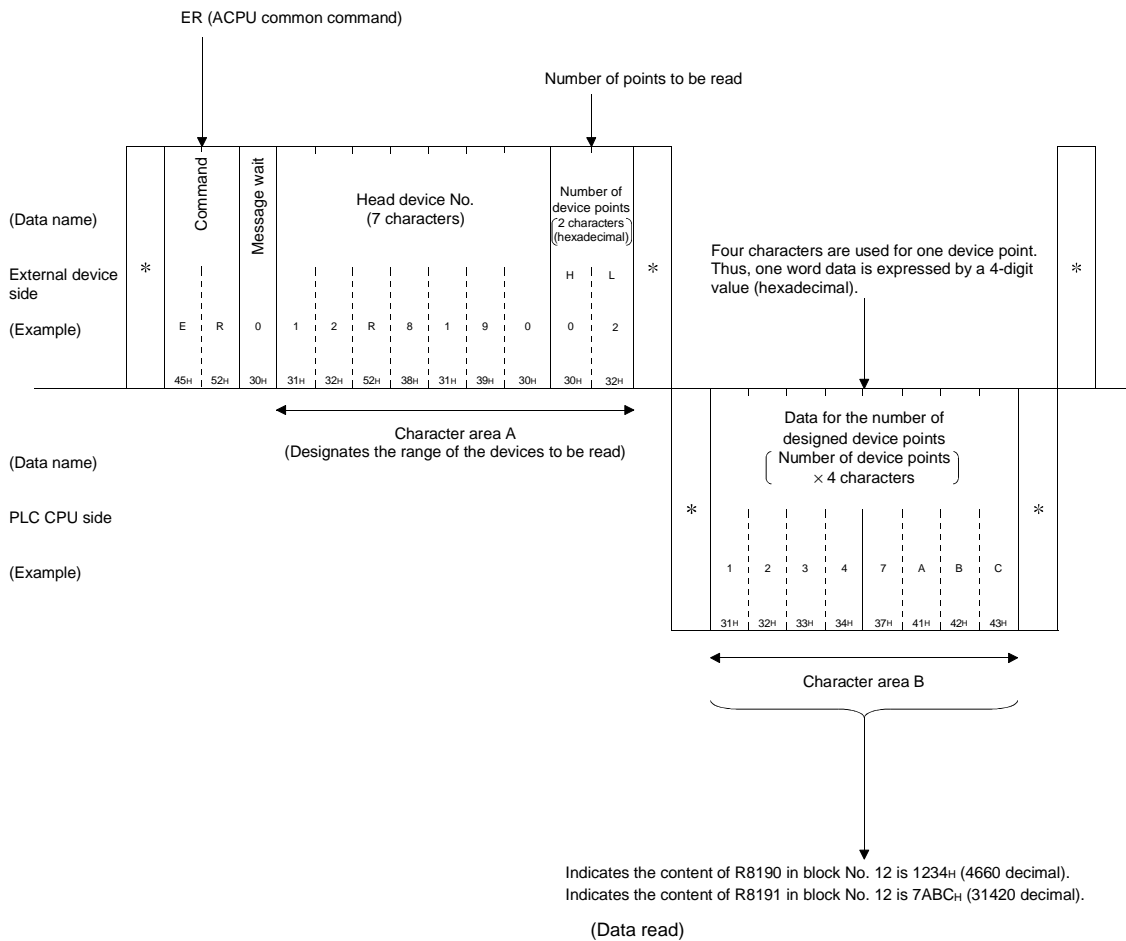 ER (ACPU common command)
Number of points to be read
Command
Message wait
Head device No.
(7 characters)
Number of
device points
2 characters
(hexadecimal)
(Data name)
External device
side
(Example)
*
*
*
H L
E R 0 1 2 R 8 1 9 0 0 2
45H 52H 30H 31H 32H 52H 38H 31H 39H 30H 30H 32H
Four characters are used for one device point.
Thus, one word data is expressed by a 4-digit
value (hexadecimal).
Character area A
(Designates the range of the devices to be read)
Data for the number of
designed device points
Number of device points
× 4 characters
(Data name)
PLC CPU side
(Example)
*
*
1 2 3 4 7 A B C
31H 32H 33H 34H 37H 41H 42H 43H
Character area B
Indicates the content of R8190 in block No. 12 is 1234H (4660 decimal).
Indicates the content of R8191 in block No. 12 is 7ABCH (31420 decimal).
(Data read)